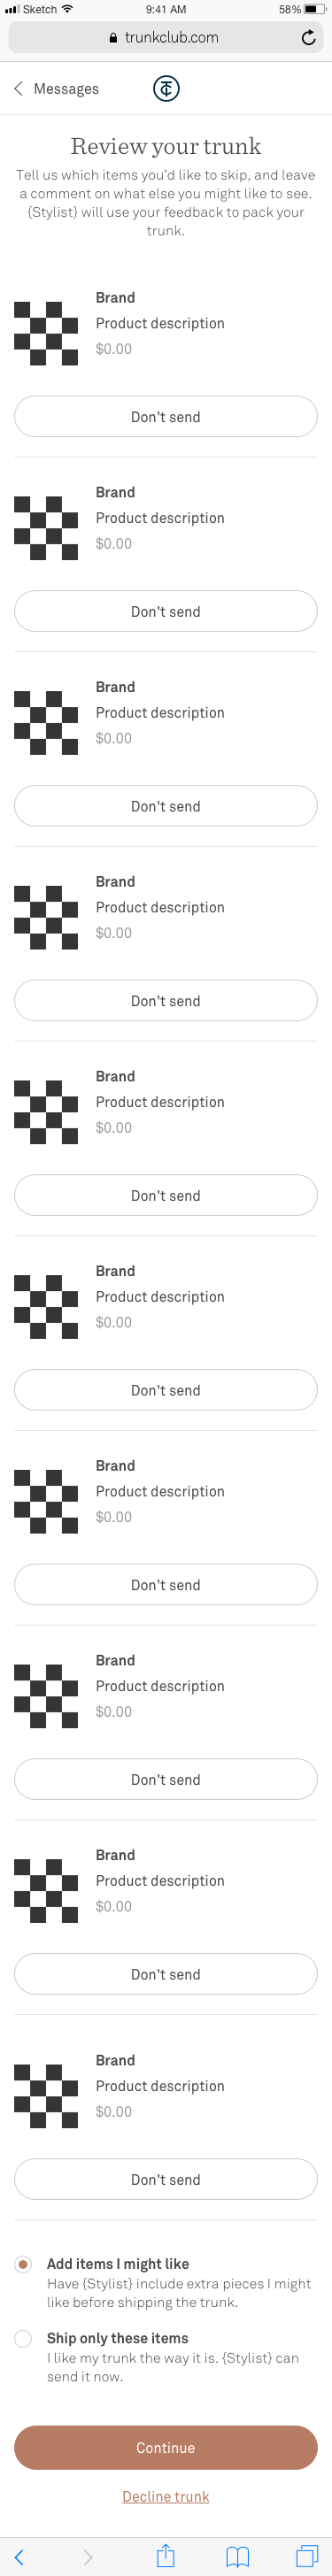 Sketch 9:41 AM 58%
trunkclub.com
Messages
Review your trunk
Tell us which items you'd like to skip, and leave
a comment on what else you might like to see.
{Stylist} will use your feedback to pack your
trunk.
Brand
Product description
$0.00
Don't send
Brand
Product description
$0.00
Don't send
Brand
Product description
$0.00
Don't send
Brand
Product description
$0.00
Don't send
Brand
Product description
$0.00
Don't send
Brand
Product description
$0.00
Don't send
Brand
Product description
$0.00
Don't send
Brand
Product description
$0.00
Don't send
Brand
Product description
$0.00
Don't send
Brand
Product description
$0.00
Don't send
Add items I might like
Have {Stylist} include extra pieces I might
like before shipping the trunk.
Ship only these items
I like my trunk the way it is. {Stylist} can
send it now.
Continue
Decline trunk